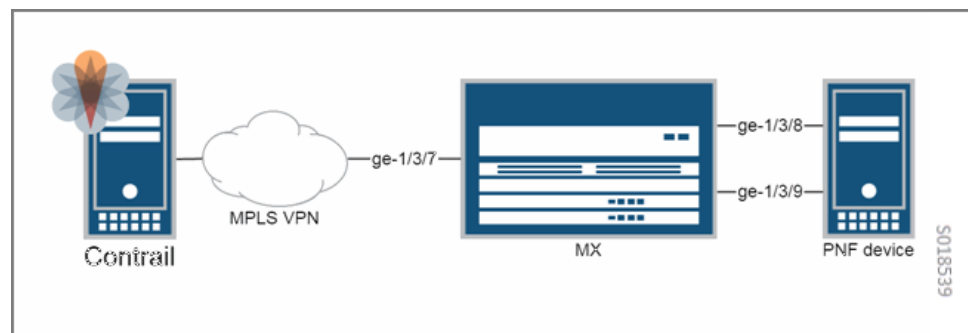 ge-1/3/8
ge-1/3/7
ge-1/3/9
MPLS VPN
MX
PNF device
Contrail
S018539